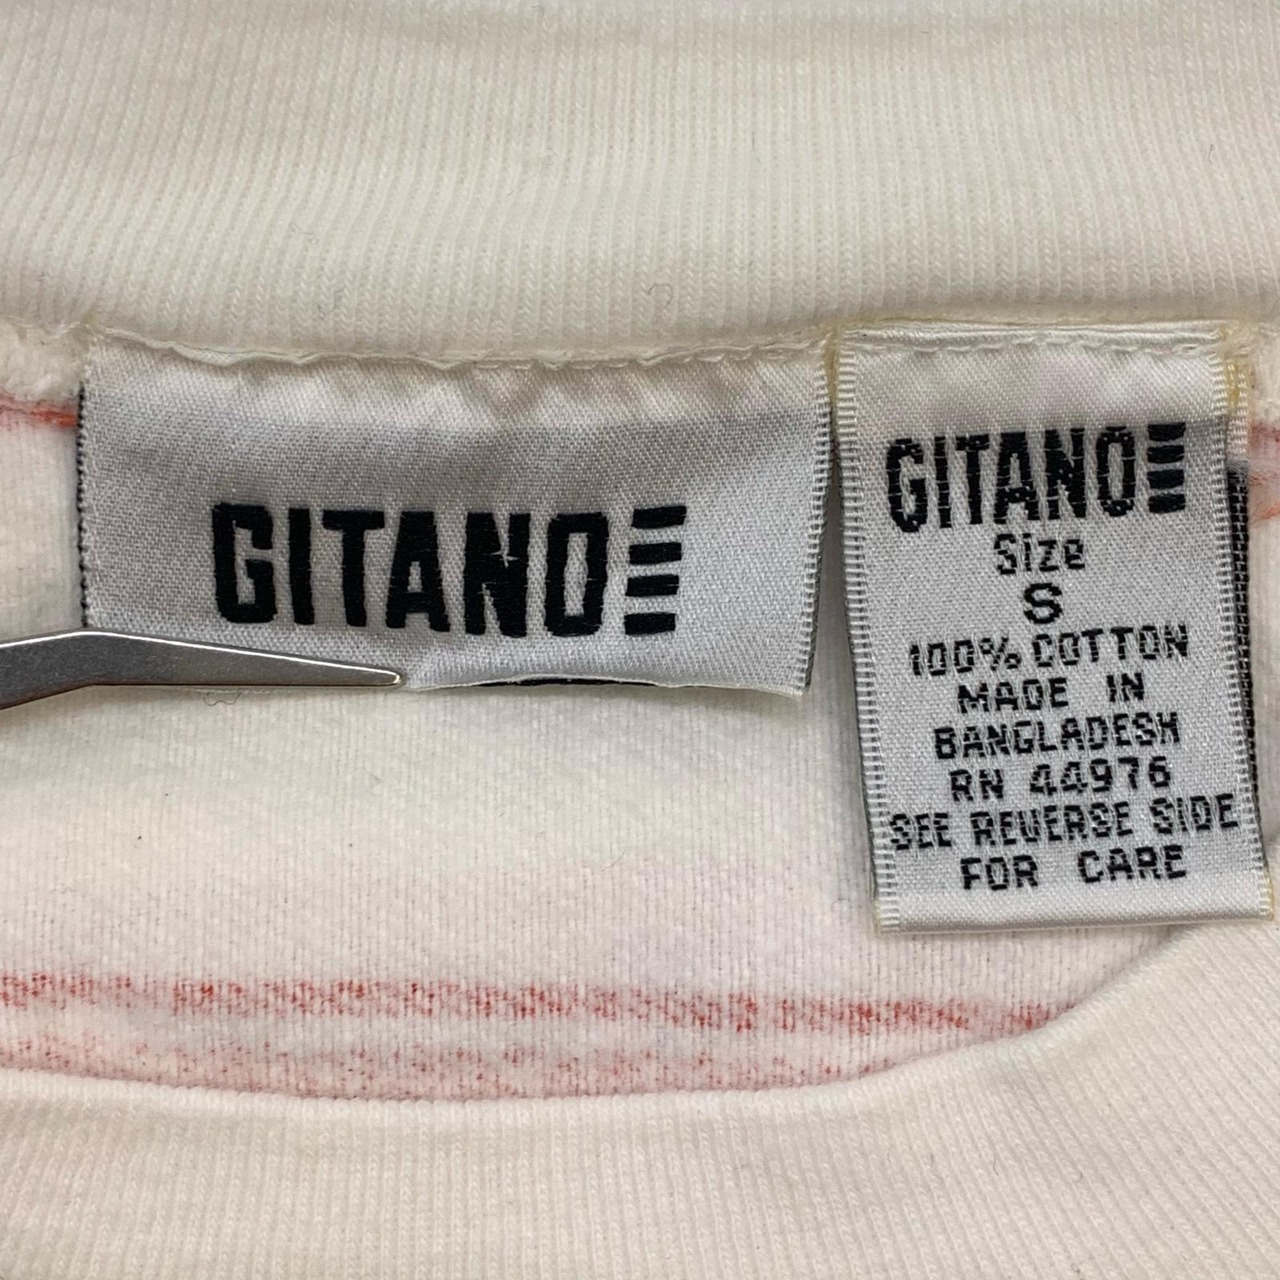 GITANO
GITANO
Size
S
100% COTTON
MADE IN
BANGLADESH
RN 44976
SEE REVERSE SIDE
FOR CARE